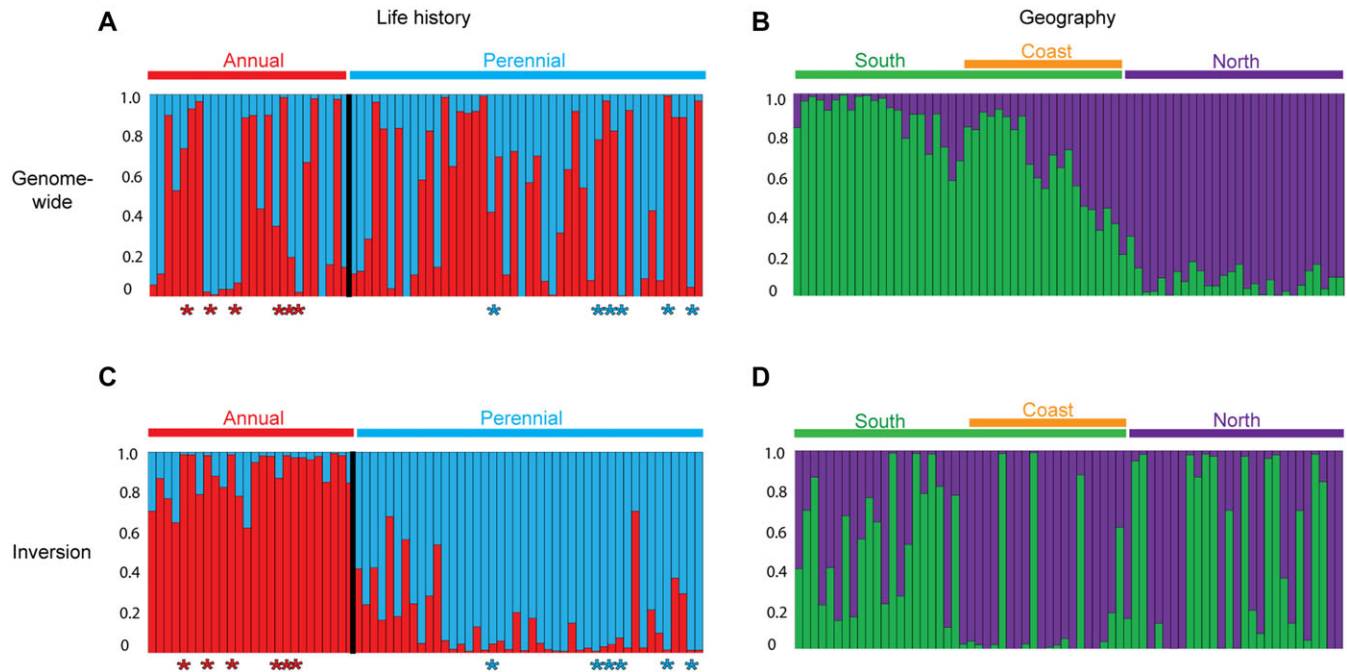 Life history
Geography
A
B
Annual
Perennial
South
Coast
North
Genome-
wide
1.0
0.8
0.6
0.4
0.2
0
1.0
0.8
0.6
0.4
0.2
0
* * * * * *
* * * * * *
C
D
Annual
Perennial
South
Coast
North
Inversion
1.0
0.8
0.6
0.4
0.2
0
1.0
0.8
0.6
0.4
0.2
0
* * * * * *
* * * * * *